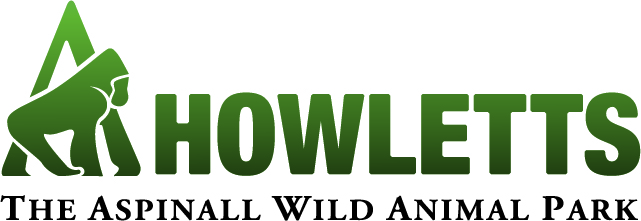 HOWLETTS
THE ASPINALL WILD ANIMAL PARK